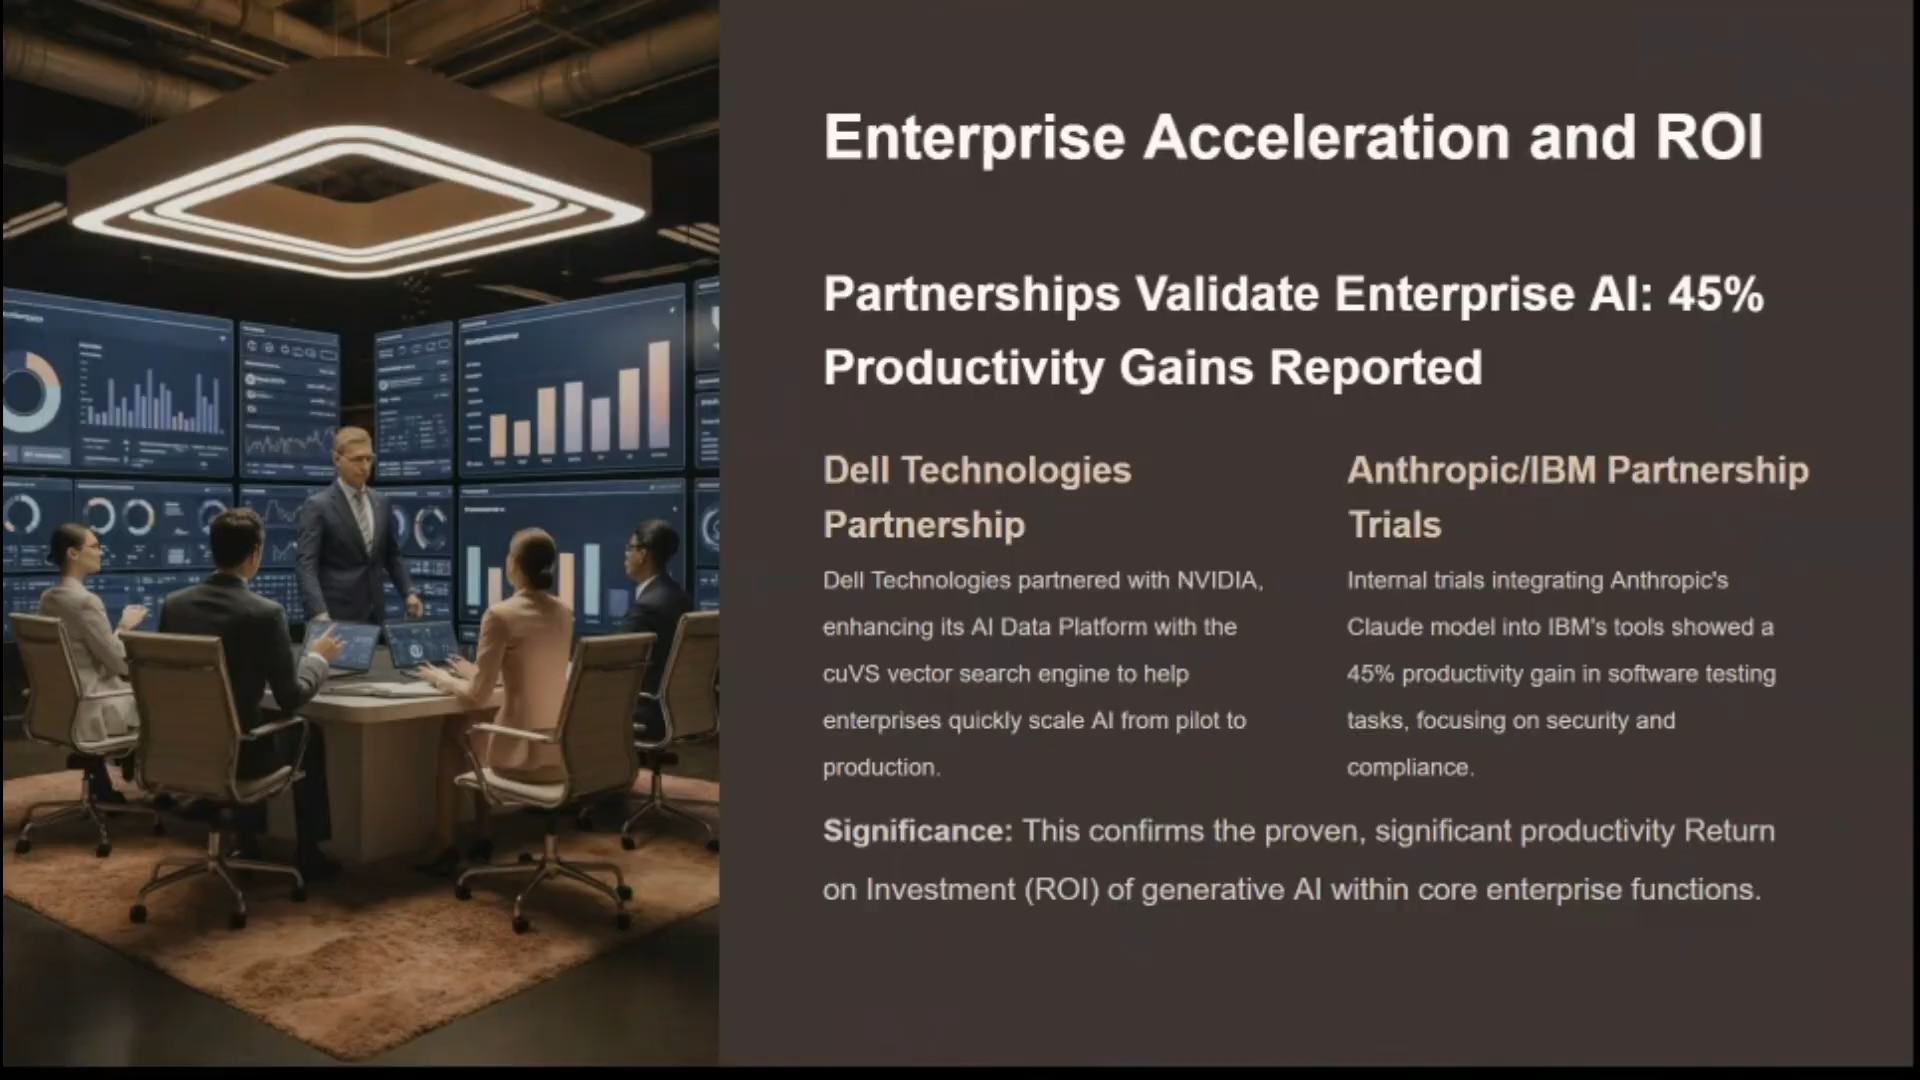 Enterprise Acceleration and ROI
Partnerships Validate Enterprise AI: 45%
Productivity Gains Reported
Dell Technologies
Partnership
Dell Technologies partnered with NVIDIA,
enhancing its AI Data Platform with the
cuVS vector search engine to help
enterprises quickly scale AI from pilot to
production.
Anthropic/IBM Partnership
Trials
Internal trials integrating Anthropic's
Claude model into IBM's tools showed a
45% productivity gain in software testing
tasks, focusing on security and
compliance.
Significance: This confirms the proven, significant productivity Return
on Investment (ROI) of generative AI within core enterprise functions.